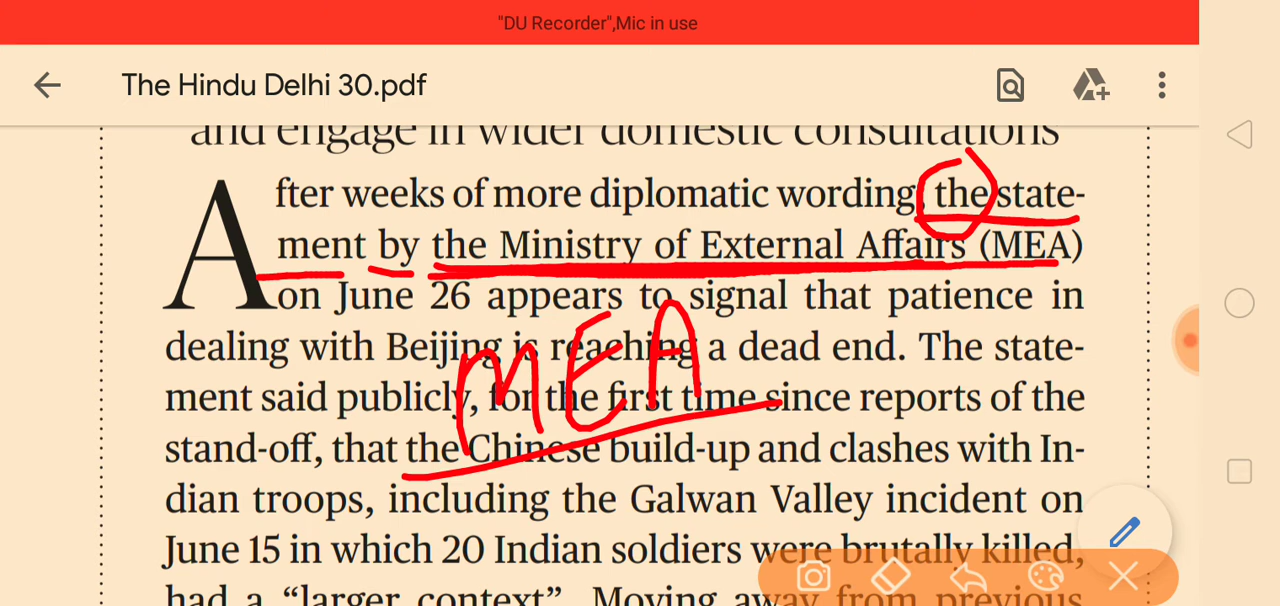 "DU Recorder",Mic in use
The Hindu Delhi 30.pdf
and engage in wider domestic consultations
After weeks of more diplomatic wording, the state-
ment by the Ministry of External Affairs (MEA)
on June 26 appears to signal that patience in
dealing with Beijing is reaching a dead end. The state-
MEA
ment said publicly, for the first time since reports of the
stand-off, that the Chinese build-up and clashes with In-
dian troops, including the Galwan Valley incident on
June 15 in which 20 Indian soldiers were brutally killed,
had a “larger context”. Moving away from previous